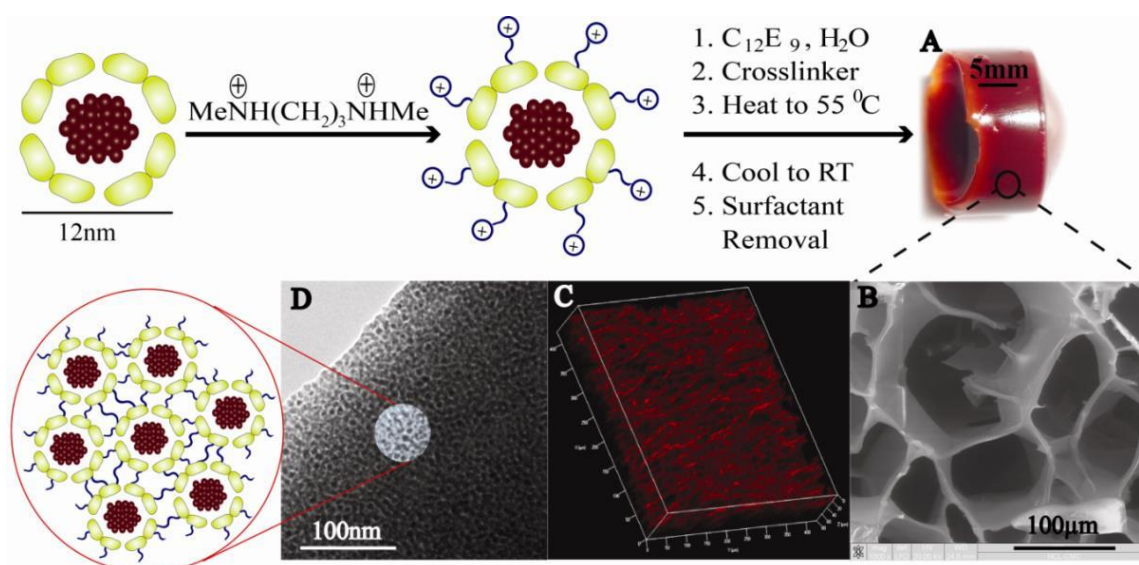 MeNH(CH2)3NHMe
12nm
1. C12E9, H2O
2. Crosslinker
3. Heat to 55 ⁰C
4. Cool to RT
5. Surfactant
Removal
A
5mm
D
100nm
C
B
100µm